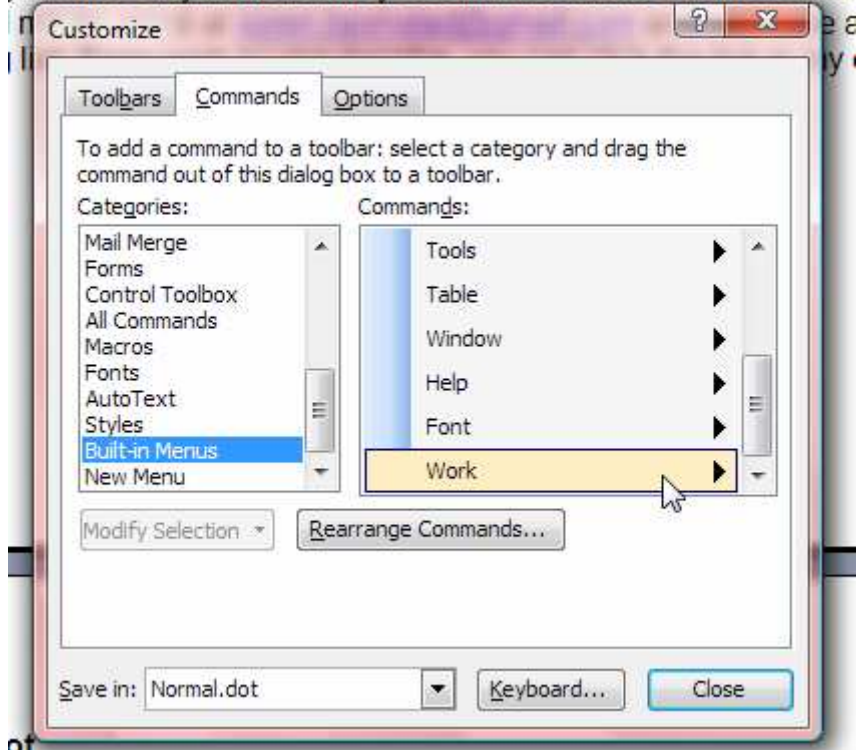 Customize
Toolbars Commands Options
To add a command to a toolbar: select a category and drag the
command out of this dialog box to a toolbar.
Categories: Commands:
Mail Merge
Forms
Control Toolbox
All Commands
Macros
Fonts
AutoText
Styles
Built-in Menus
New Menu
Tools
Table
Window
Help
Font
Work
Modify Selection Rearrange Commands...
Save in: Normal.dot Keyboard... Close